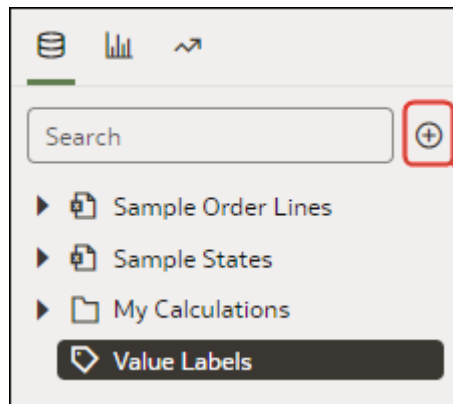 Search
Sample Order Lines
Sample States
My Calculations
Value Labels